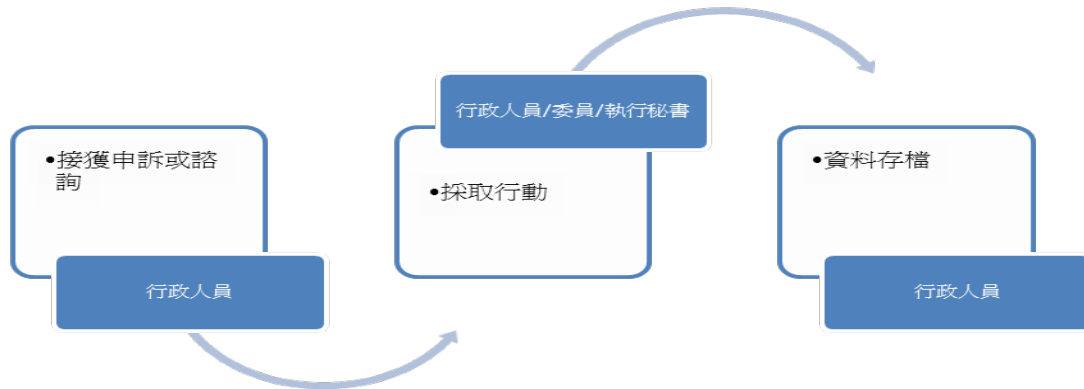 •接獲申訴或諮
詢
行政人員
行政人員/委員/執行秘書
•採取行動
•資料存檔
行政人員